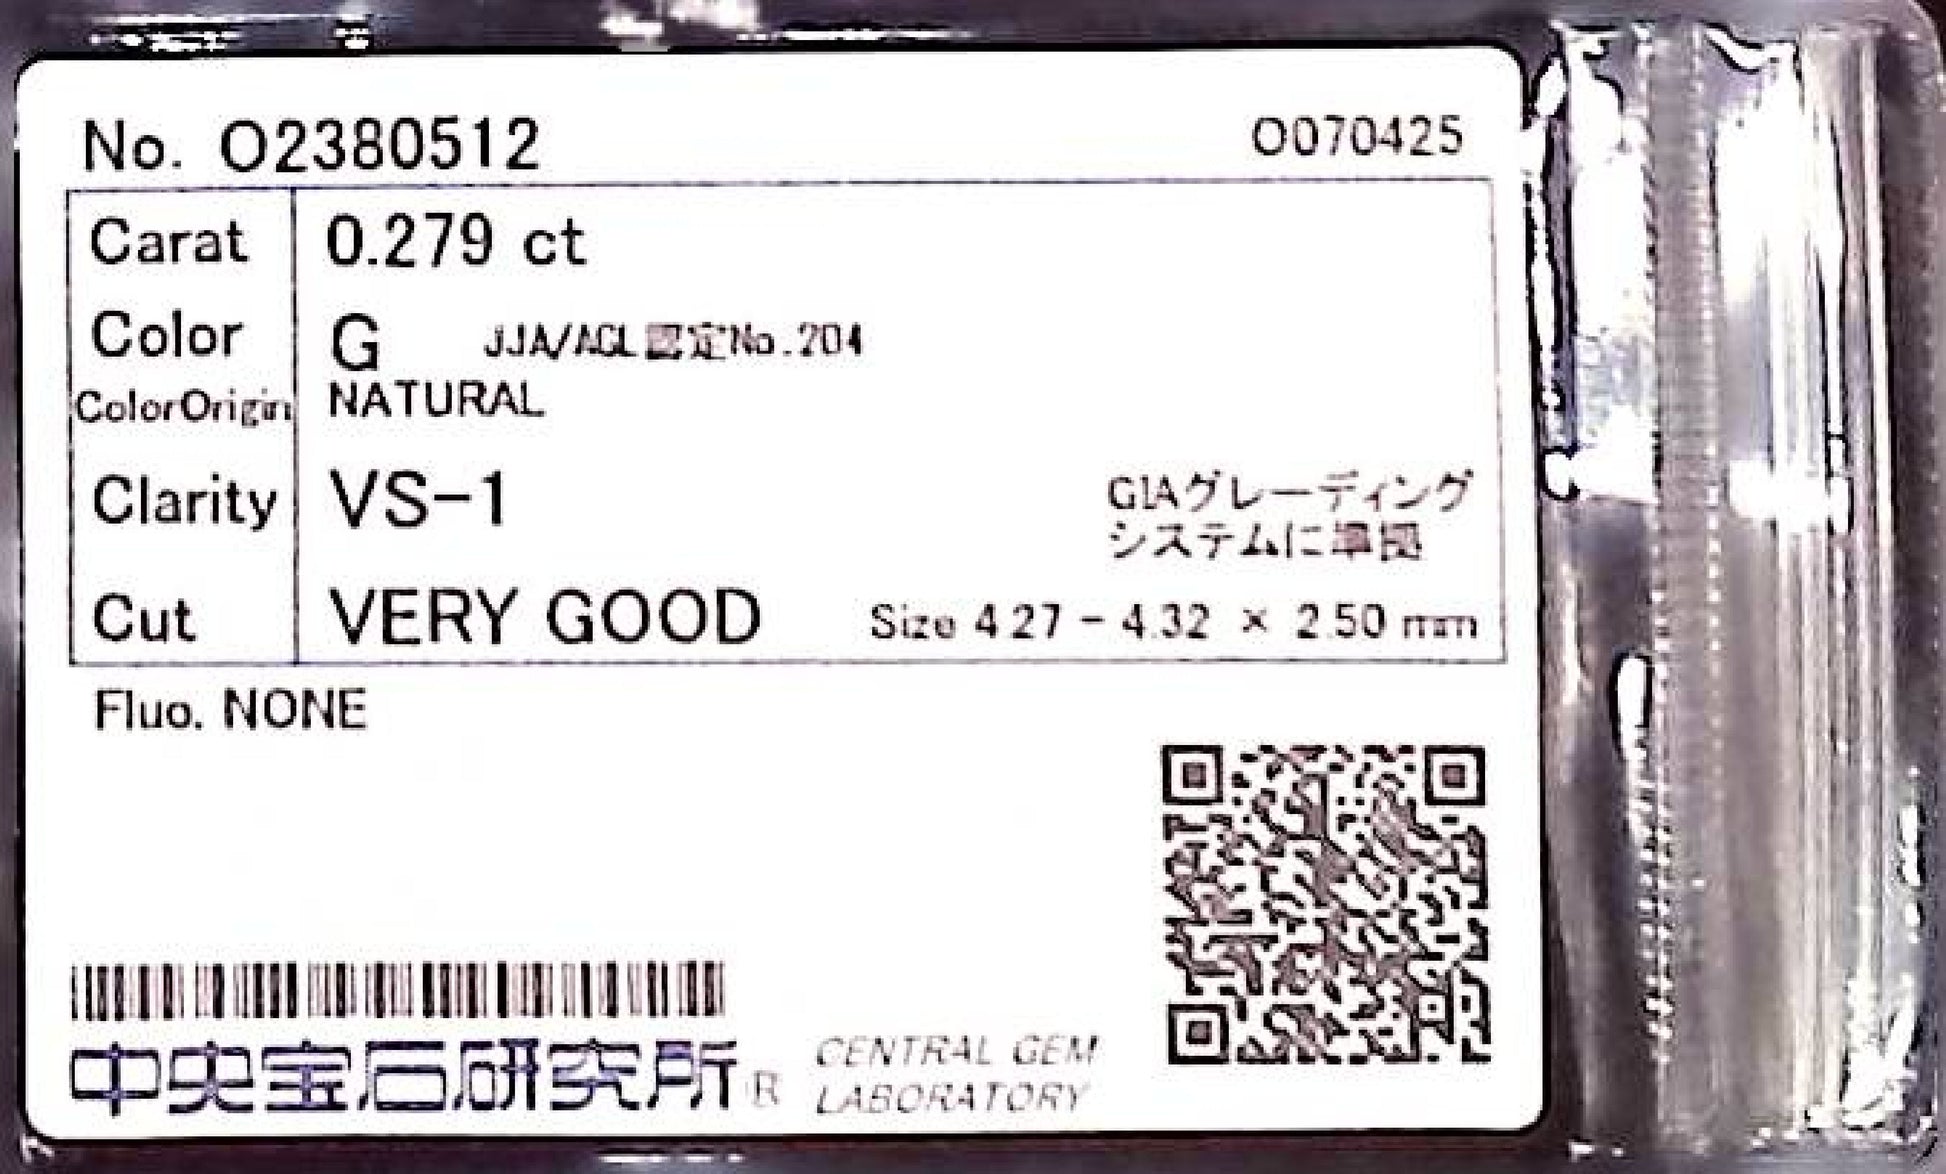 No. O2380512 O070425
Carat 0.279 ct
Color G JJA/AGL認定No.204
ColorOrigin NATURAL
Clarity VS-1 GIAグレーディング
システムに準拠
Cut VERY GOOD Size 4.27 - 4.32 × 2.50 mm
Fluo. NONE
中央宝石研究所® CENTRAL GEM
LABORATORY